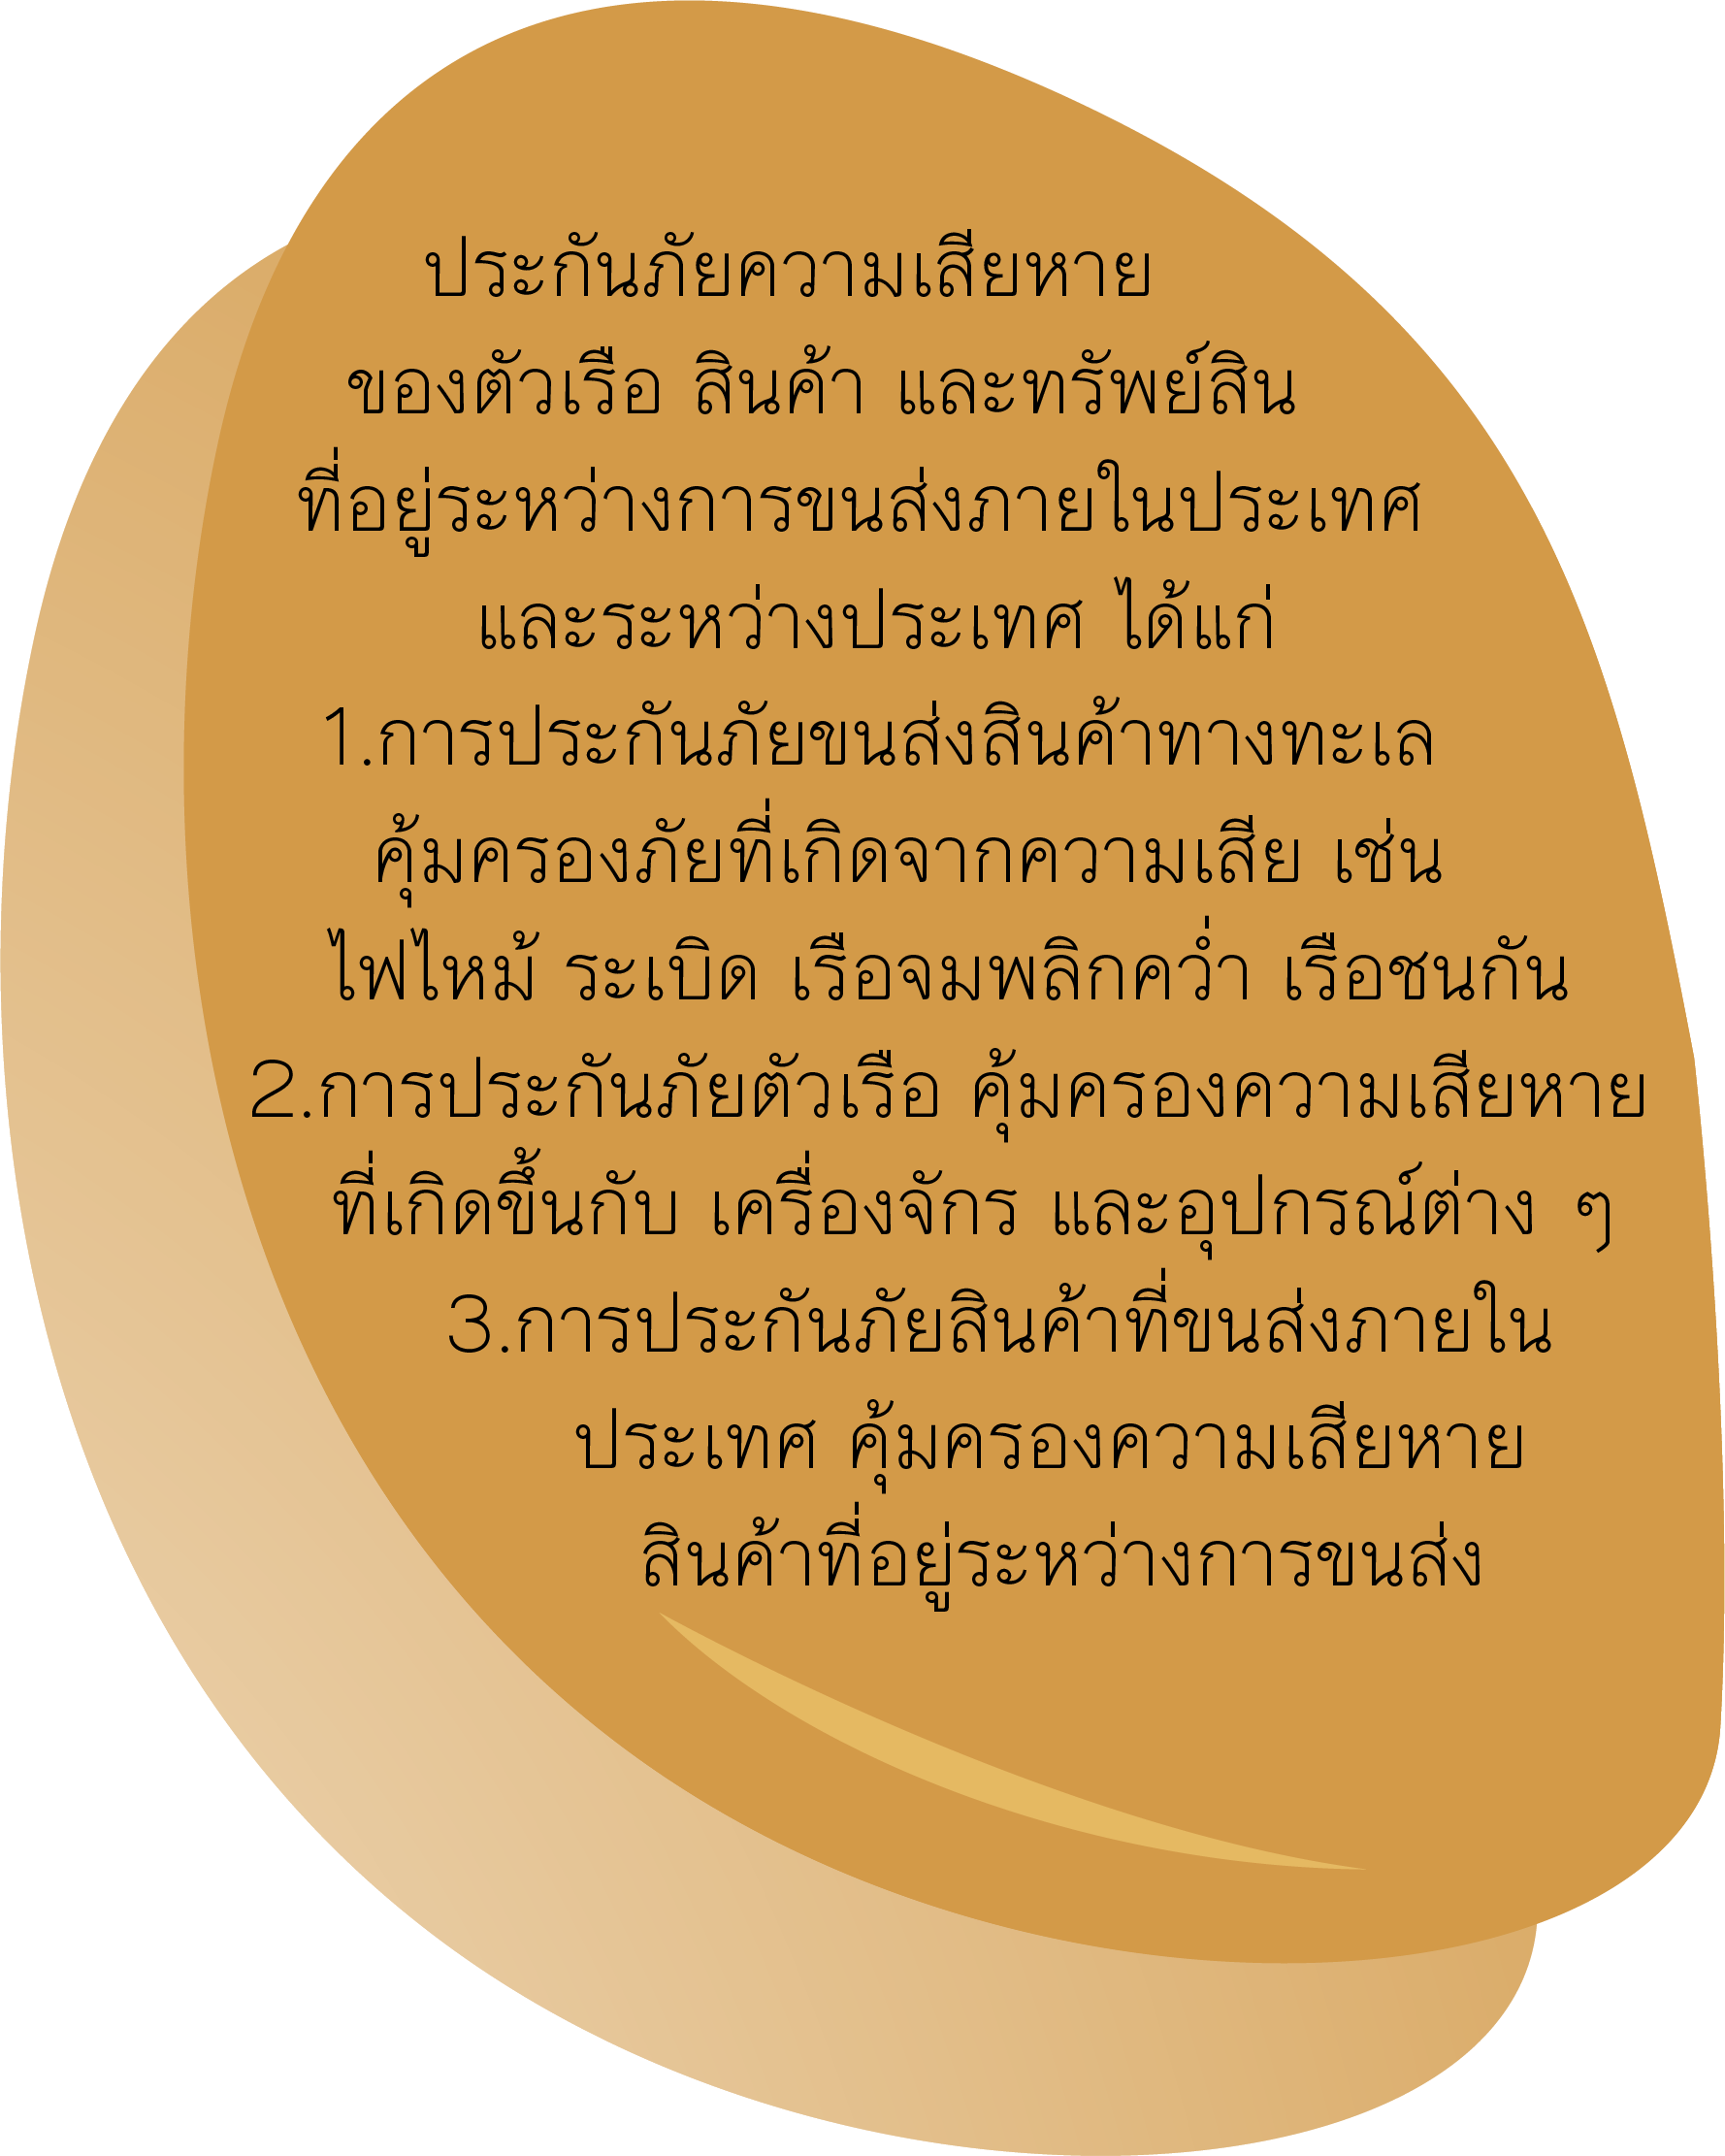 ประกันภัยความเสียหาย
ของตัวเรือ สินค้า และทรัพย์สิน
ที่อยู่ระหว่างการขนส่งภายในประเทศ
และระหว่างประเทศ ได้แก่
1.การประกันภัยขนส่งสินค้าทางทะเล
คุ้มครองภัยที่เกิดจากความเสีย เช่น
ไฟไหม้ ระเบิด เรือจมพลิกคว่ำ เรือชนกัน
2.การประกันภัยตัวเรือ คุ้มครองความเสียหาย
ที่เกิดขึ้นกับ เครื่องจักร และอุปกรณ์ต่าง ๆ
3.การประกันภัยสินค้าที่ขนส่งภายใน
ประเทศ คุ้มครองความเสียหาย
สินค้าที่อยู่ระหว่างการขนส่ง